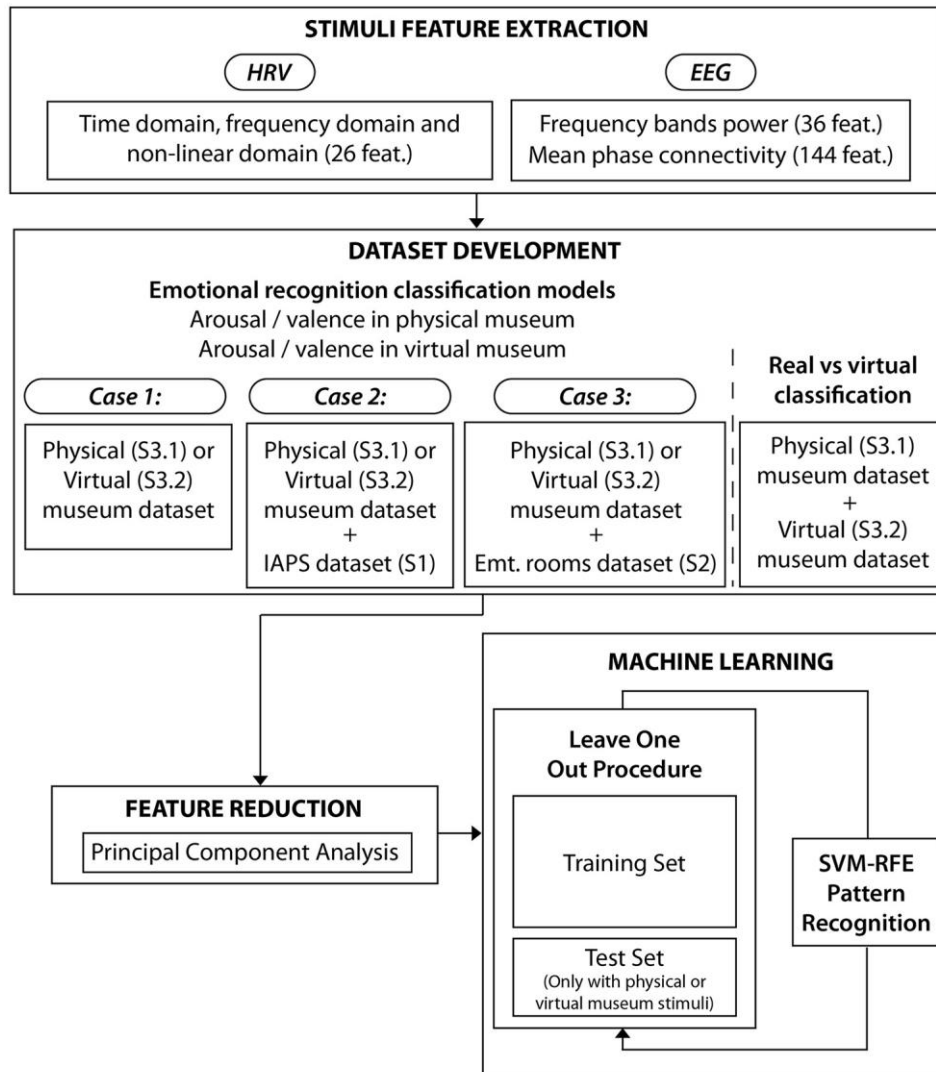 STIMULI FEATURE EXTRACTION
HRV
Time domain, frequency domain and
non-linear domain (26 feat.)
EEG
Frequency bands power (36 feat.)
Mean phase connectivity (144 feat.)
DATASET DEVELOPMENT
Emotional recognition classification models
Arousal / valence in physical museum
Arousal / valence in virtual museum
Case 1:
Physical (S3.1) or
Virtual (S3.2)
museum dataset
Case 2:
Physical (S3.1) or
Virtual (S3.2)
museum dataset
+
IAPS dataset (S1)
Case 3:
Physical (S3.1) or
Virtual (S3.2)
museum dataset
+
Emt. rooms dataset (S2)
Real vs virtual
classification
Physical (S3.1)
museum dataset
+
Virtual (S3.2)
museum dataset
FEATURE REDUCTION
Principal Component Analysis
MACHINE LEARNING
Leave One
Out Procedure
Training Set
Test Set
(Only with physical or
virtual museum stimuli)
SVM-RFE
Pattern
Recognition